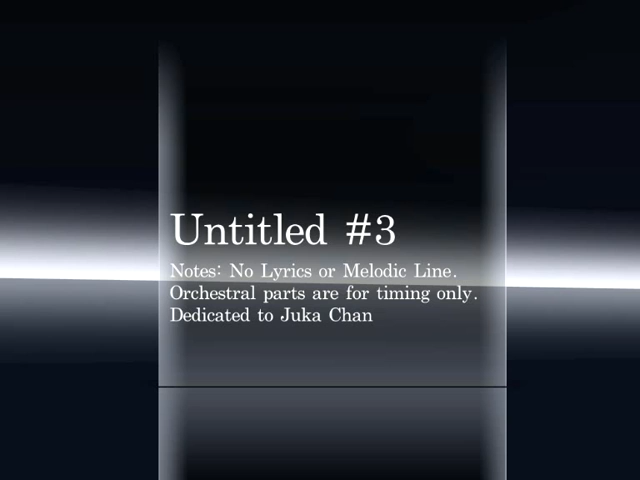 Untitled #3
Notes: No Lyrics or Melodic Line.
Orchestral parts are for timing only.
Dedicated to Juka Chan